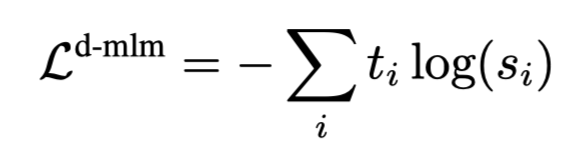 ℒ^{d-mlm} = − ∑_i t_i log(s_i)